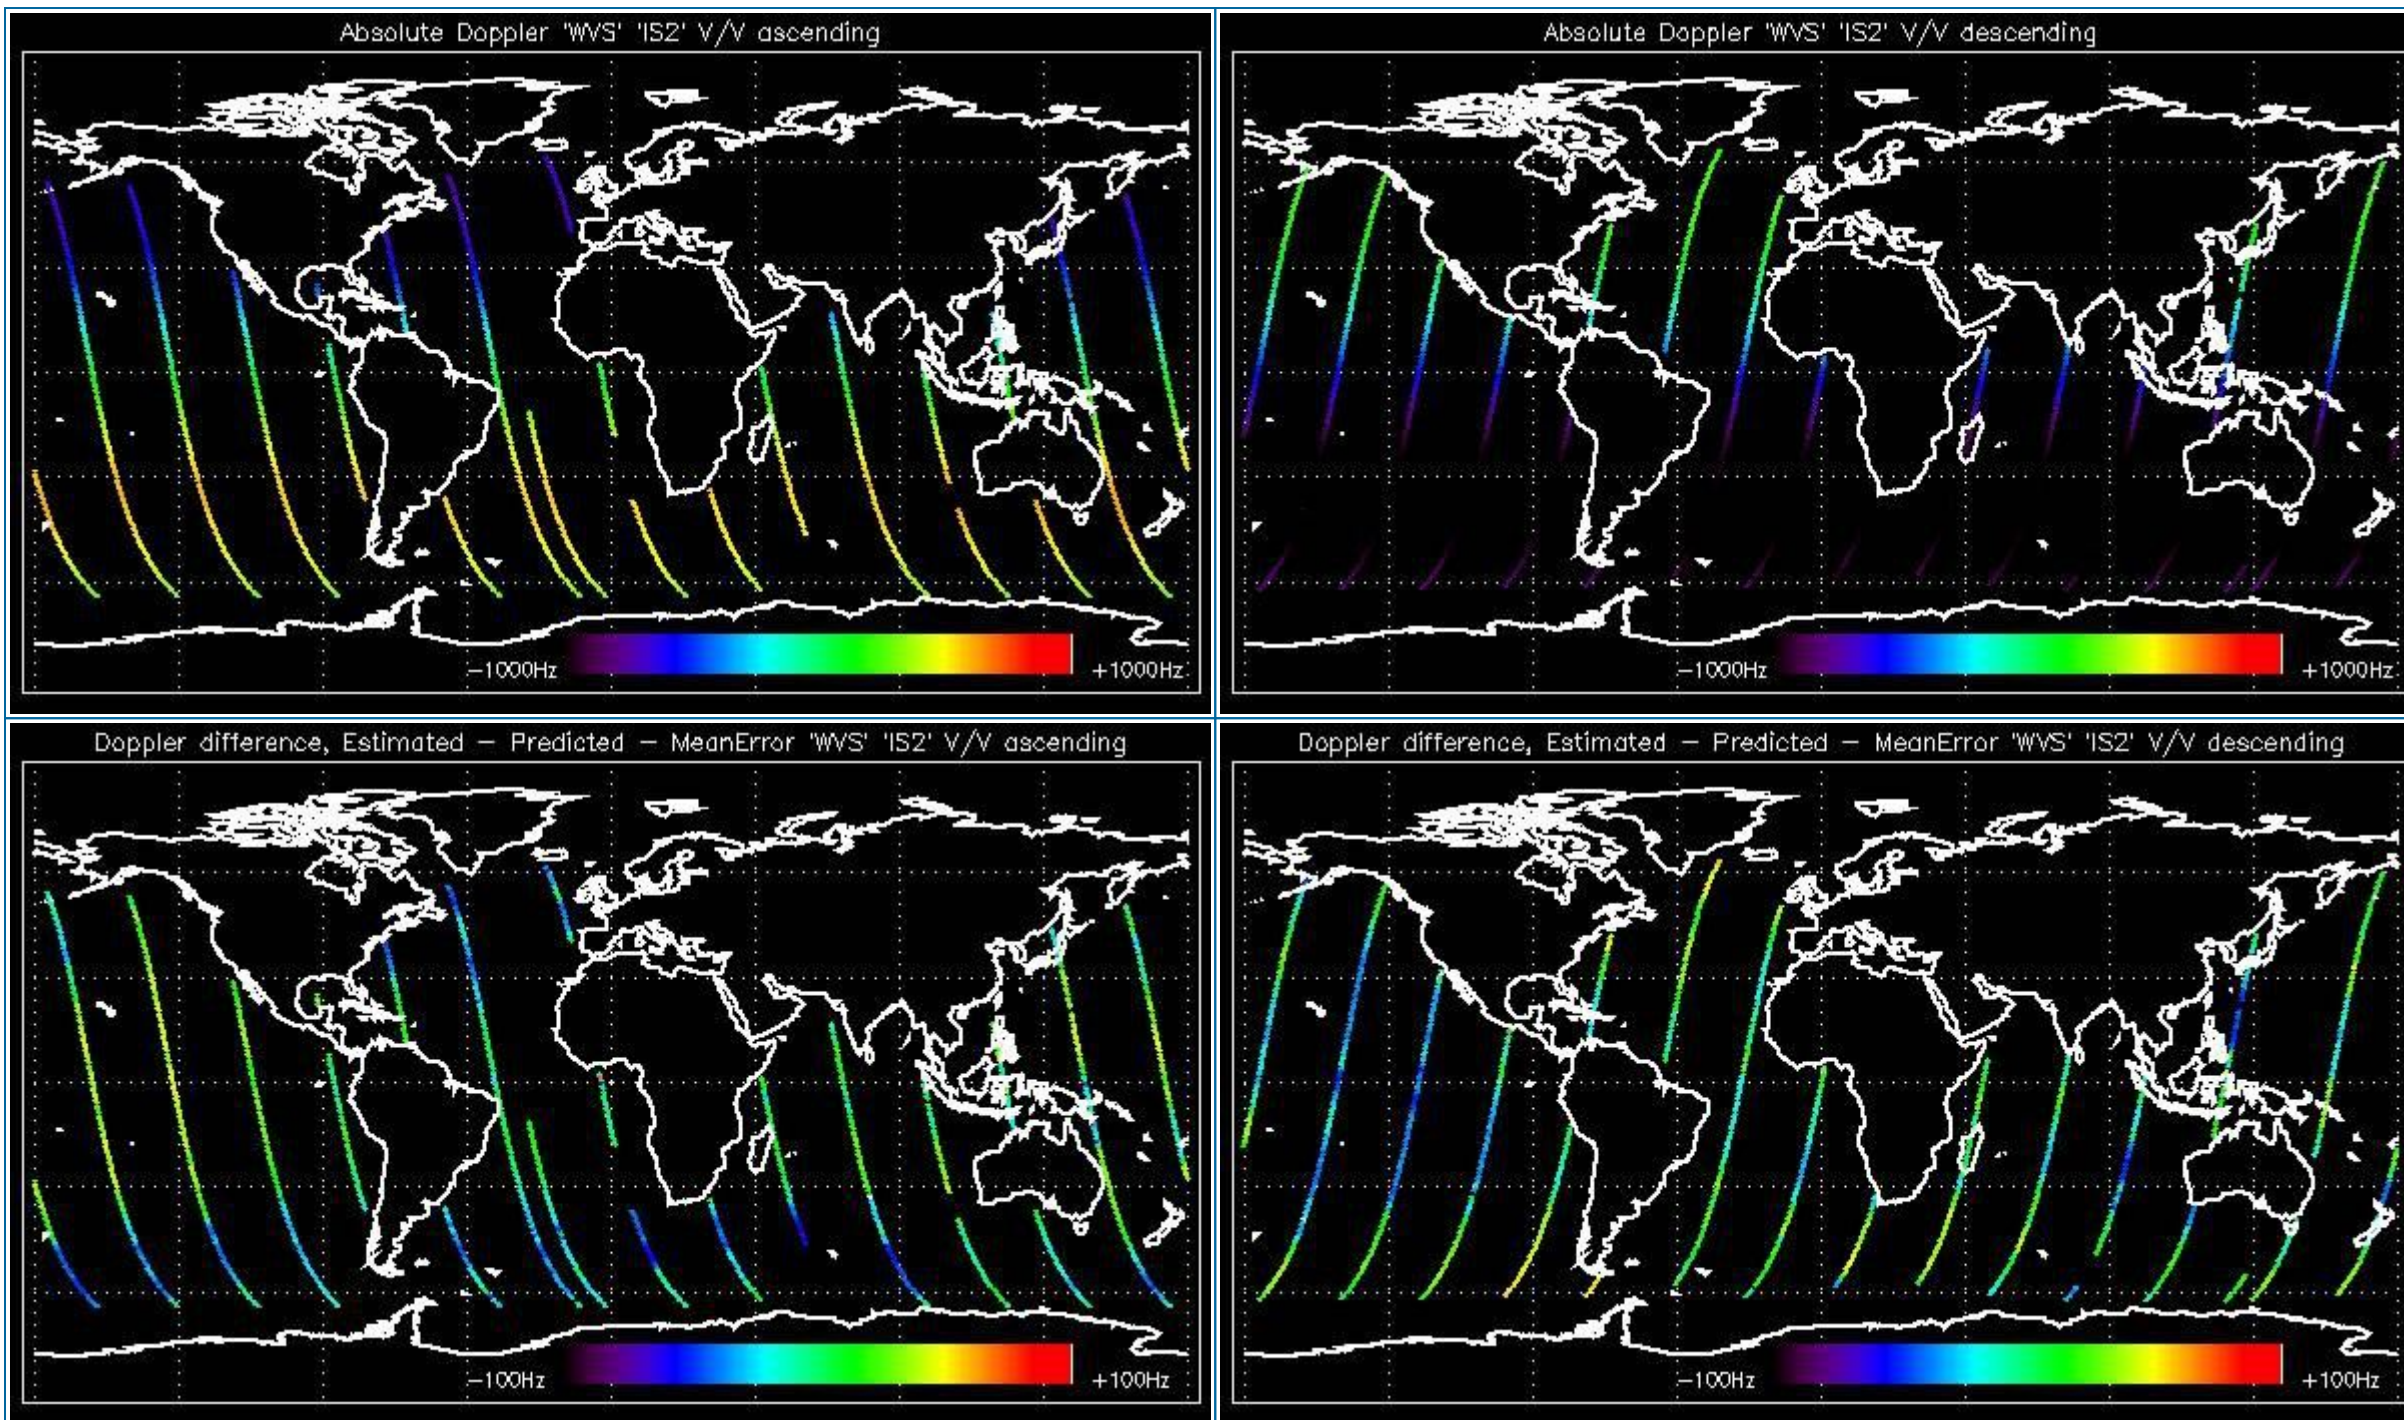 Absolute Doppler 'WVS' 'IS2' V/V ascending
-1000Hz
+1000Hz
Absolute Doppler 'WVS' 'IS2' V/V descending
-1000Hz
+1000Hz
Doppler difference, Estimated - Predicted - MeanError 'WVS' 'IS2' V/V ascending
-100Hz
+100Hz
Doppler difference, Estimated - Predicted - MeanError 'WVS' 'IS2' V/V descending
-100Hz
+100Hz